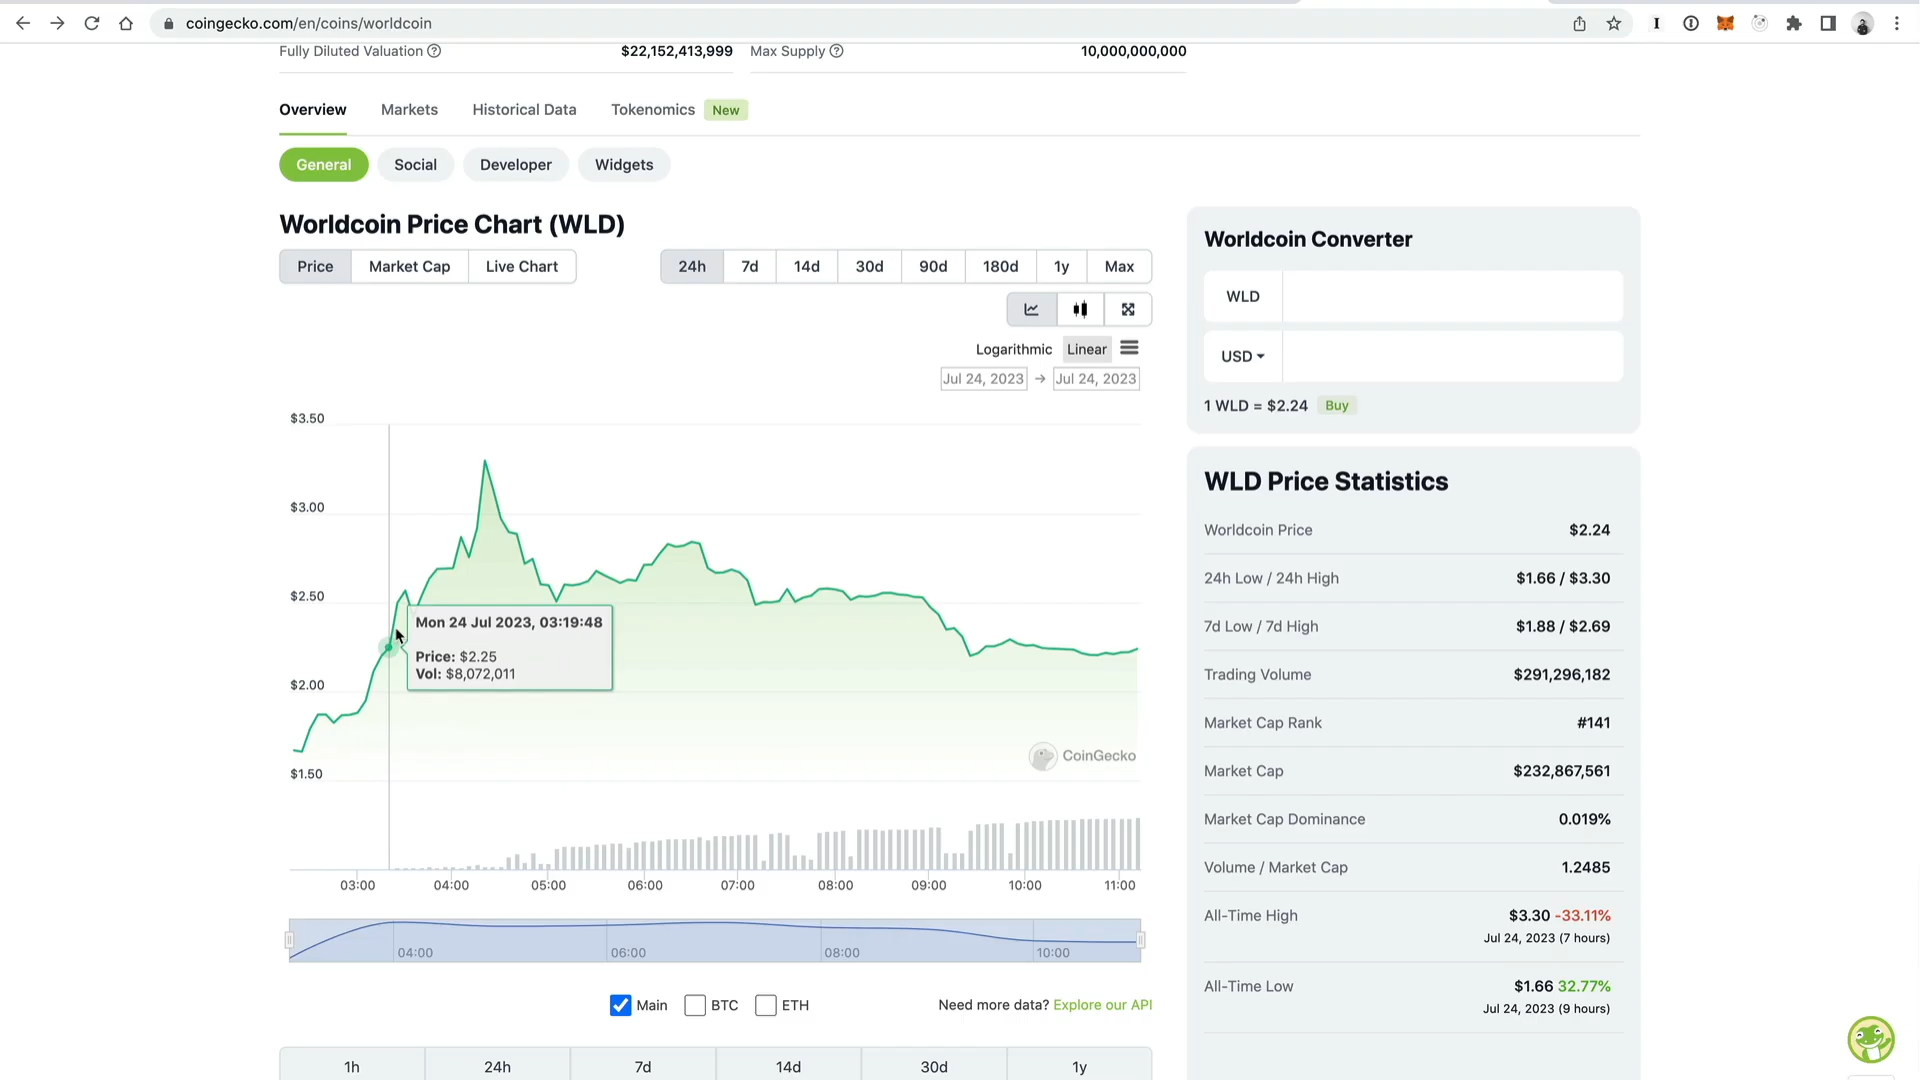 coingecko.com/en/coins/worldcoin
Fully Diluted Valuation $22,152,413,999 Max Supply 10,000,000,000
Overview Markets Historical Data Tokenomics New
General Social Developer Widgets
Worldcoin Price Chart (WLD)
Price Market Cap Live Chart 24h 7d 14d 30d 90d 180d 1y Max
Logarithmic Linear
Jul 24, 2023 → Jul 24, 2023
$3.50
$3.00
$2.50
$2.00
$1.50
Mon 24 Jul 2023, 03:19:48
Price: $2.25
Vol: $8,072,011
CoinGecko
03:00 04:00 05:00 06:00 07:00 08:00 09:00 10:00 11:00
04:00 06:00 08:00 10:00
Main BTC ETH Need more data? Explore our API
1h 24h 7d 14d 30d 1y
Worldcoin Converter
WLD
USD
1 WLD = $2.24 Buy
WLD Price Statistics
Worldcoin Price $2.24
24h Low / 24h High $1.66 / $3.30
7d Low / 7d High $1.88 / $2.69
Trading Volume $291,296,182
Market Cap Rank #141
Market Cap $232,867,561
Market Cap Dominance 0.019%
Volume / Market Cap 1.2485
All-Time High $3.30 -33.11%
Jul 24, 2023 (7 hours)
All-Time Low $1.66 32.77%
Jul 24, 2023 (9 hours)